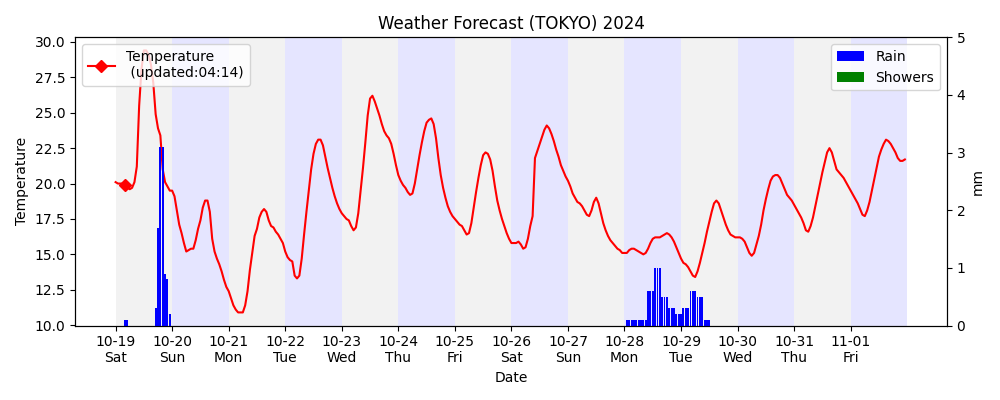 Weather Forecast (TOKYO) 2024
Temperature
(updated:04:14)
Rain
Showers
30.0
27.5
25.0
22.5
20.0
17.5
15.0
12.5
10.0
Temperature
5
4
3
2
1
0
mm
10-19 10-20 10-21 10-22 10-23 10-24 10-25 10-26 10-27 10-28 10-29 10-30 10-31 11-01
Sat Sun Mon Tue Wed Thu Fri Sat Sun Mon Tue Wed Thu Fri
Date